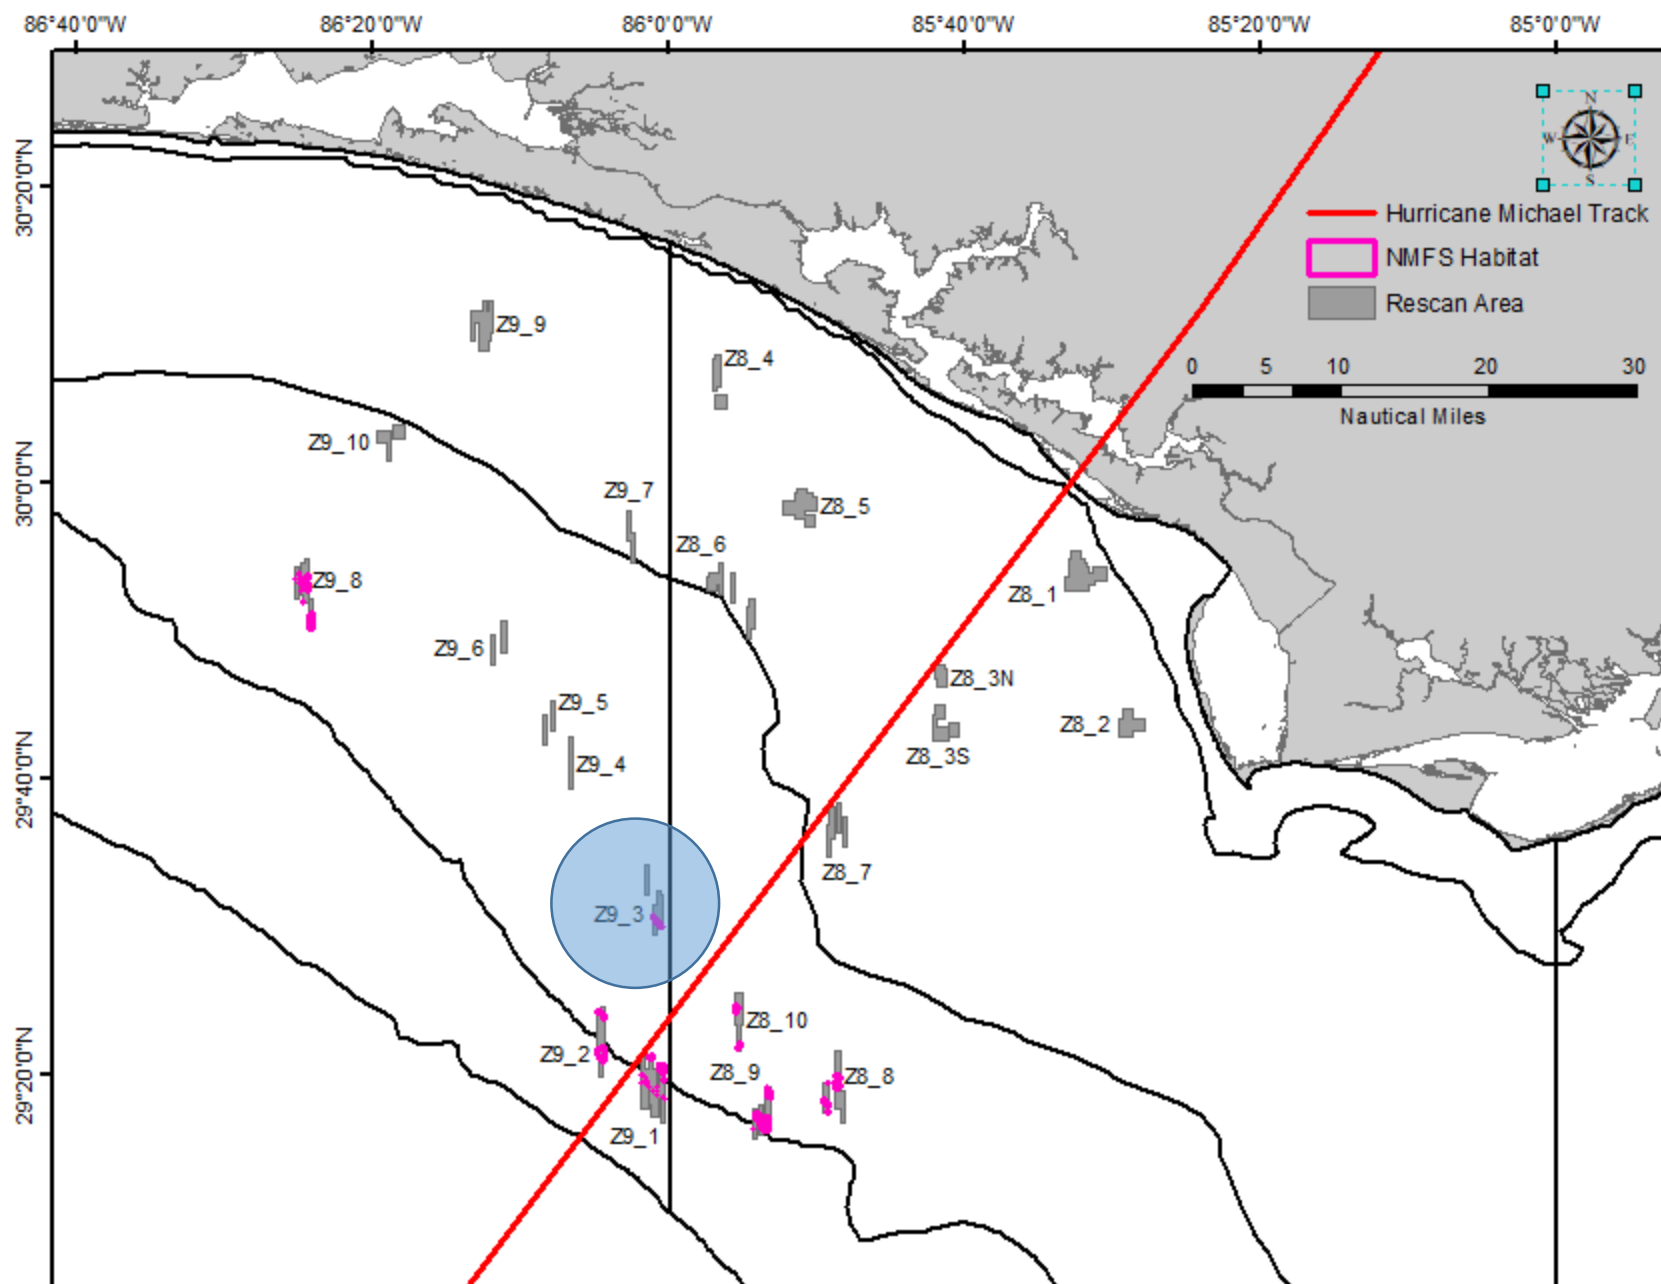 86°40'0"W 86°20'0"W 86°0'0"W 85°40'0"W 85°20'0"W 85°0'0"W
N
W E
S
30°20'0"N
Hurricane Michael Track
NMFS Habitat
Rescan Area
0 5 10 20 30
Nautical Miles
Z9_9
Z8_4
Z9_10
30°0'0"N
Z9_7
Z8_5
Z8_6
Z9_8
Z8_1
Z9_6
Z8_3N
Z9_5
Z8_2
Z8_3S
Z9_4
29°40'0"N
Z8_7
Z9_3
Z8_10
Z9_2
29°20'0"N
Z8_9
Z8_8
Z9_1